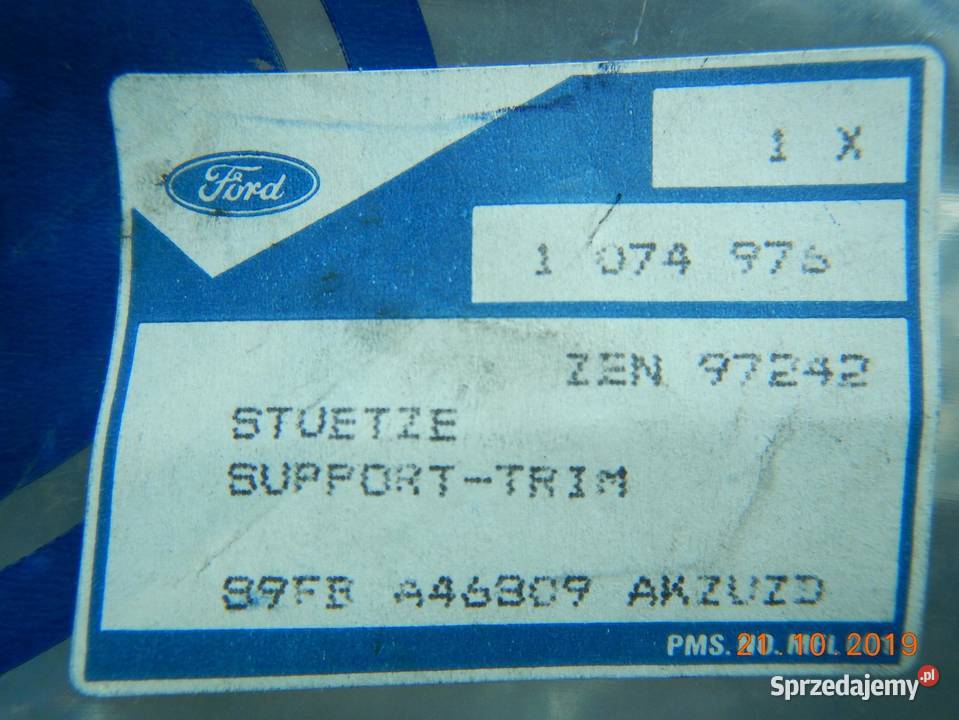 Ford
1 X
1 074 976
ZEN 97242
STUETZE
SUPPORT-TRIM
89FB A46809 AKZUZD
PMS.
21. 10. 2019
Sprzedajemy.pl